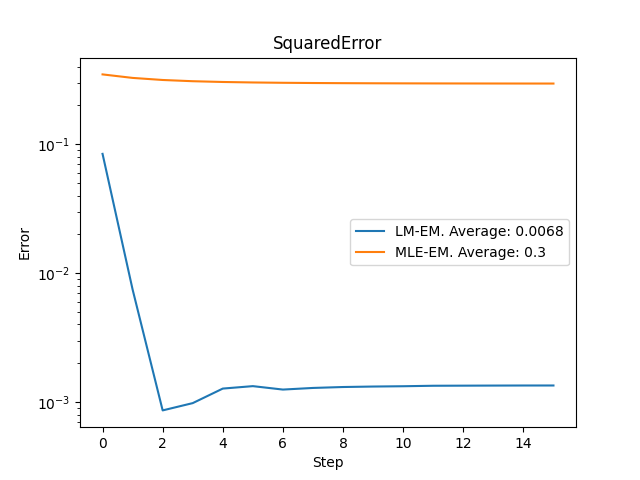 SquaredError
Error
10⁻¹
10⁻²
10⁻³
LM-EM. Average: 0.0068
MLE-EM. Average: 0.3
0 2 4 6 8 10 12 14
Step